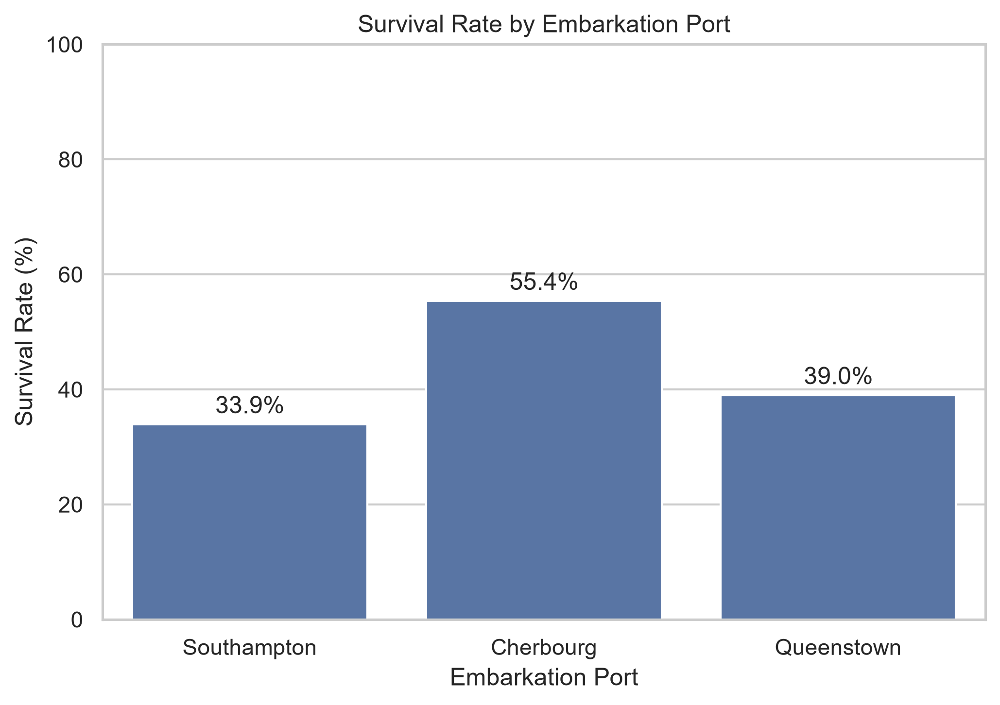 Survival Rate by Embarkation Port
Survival Rate (%)
100
80
60
40
20
0
33.9%
55.4%
39.0%
Southampton
Cherbourg
Queenstown
Embarkation Port